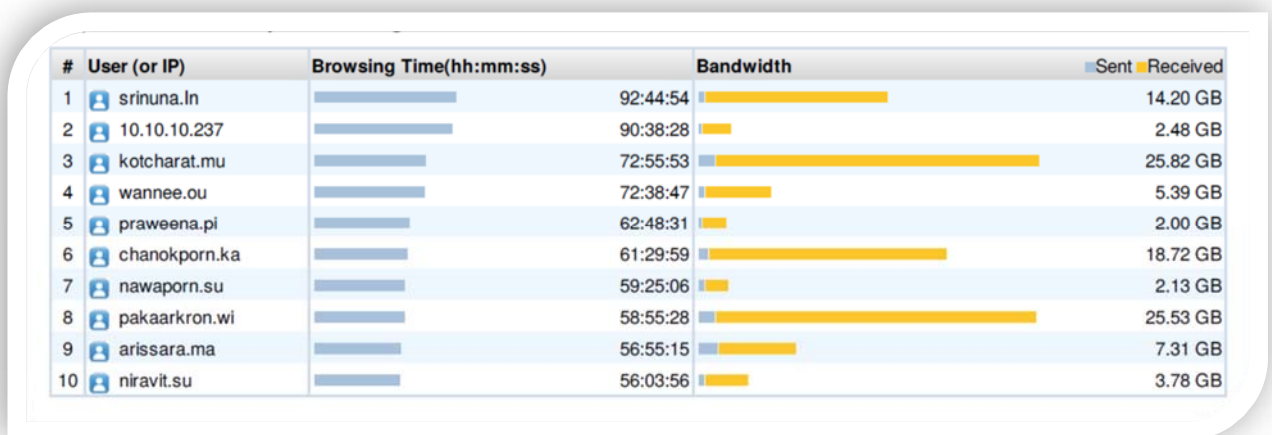 # User (or IP) Browsing Time(hh:mm:ss) Bandwidth Sent Received
1 srinuna.ln 92:44:54 14.20 GB
2 10.10.10.237 90:38:28 2.48 GB
3 kotcharat.mu 72:55:53 25.82 GB
4 wannee.ou 72:38:47 5.39 GB
5 praweena.pi 62:48:31 2.00 GB
6 chanokporn.ka 61:29:59 18.72 GB
7 nawaporn.su 59:25:06 2.13 GB
8 pakaarkron.wi 58:55:28 25.53 GB
9 arissara.ma 56:55:15 7.31 GB
10 niravit.su 56:03:56 3.78 GB